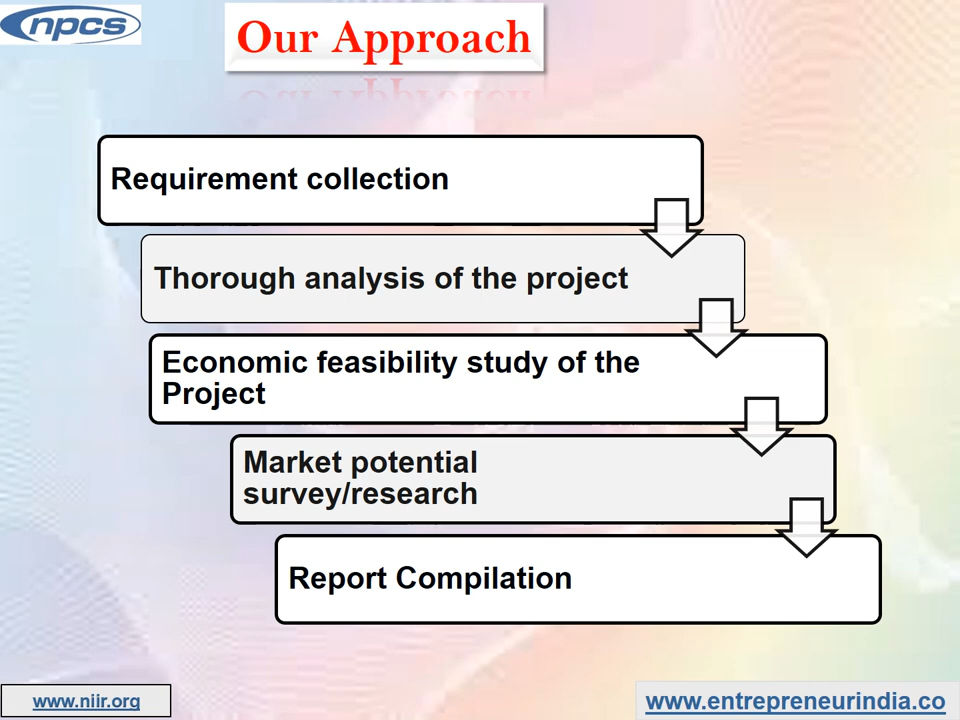 npcs
Our Approach
Requirement collection
Thorough analysis of the project
Economic feasibility study of the
Project
Market potential
survey/research
Report Compilation
www.niir.org
www.entrepreneurindia.co